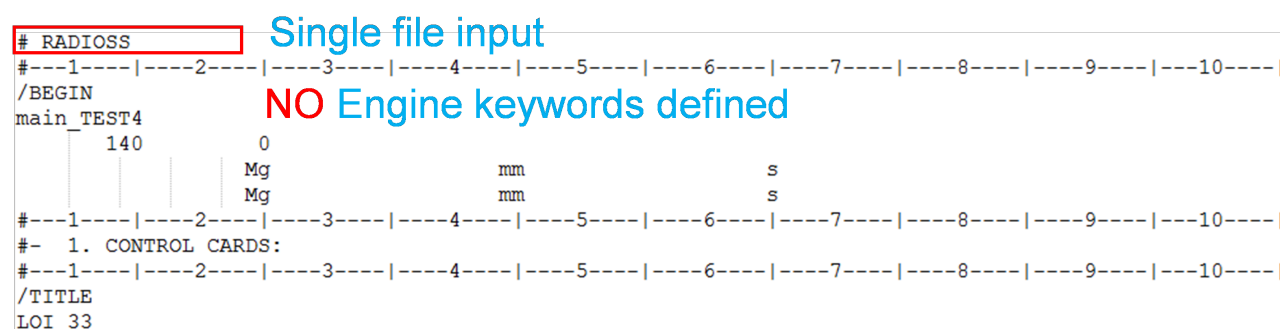 Single file input
# RADIOSS
#---1----|----2----|----3----|----4----|----5----|----6----|----7----|----8----|----9----|---10----|
/BEGIN
NO Engine keywords defined
main_TEST4
140 0
Mg mm s
Mg mm s
#---1----|----2----|----3----|----4----|----5----|----6----|----7----|----8----|----9----|---10----|
#- 1. CONTROL CARDS:
#---1----|----2----|----3----|----4----|----5----|----6----|----7----|----8----|----9----|---10----|
/TITLE
LOI 33